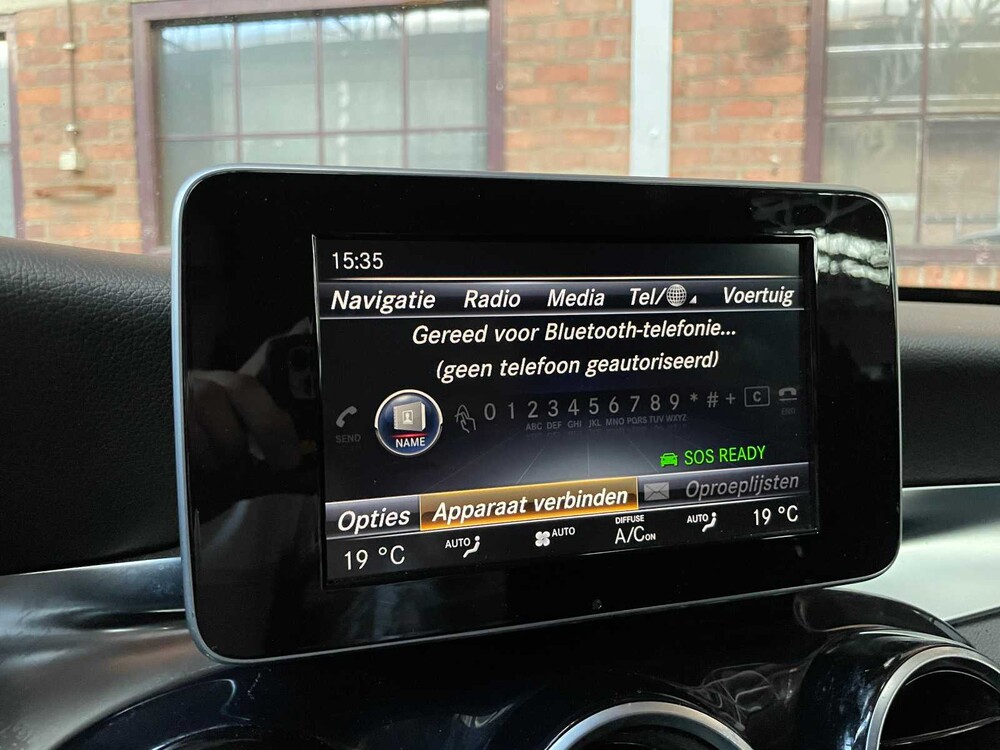 15:35
Navigatie Radio Media Tel/ Voertuig
Gereed voor Bluetooth-telefonie...
(geen telefoon geautoriseerd)
SEND NAME 0 1 2 3 4 5 6 7 8 9 * # + C END
ABC DEF GHI JKL MNO PQRS TUV WXYZ
SOS READY
Opties Apparaat verbinden Oproeplijsten
19 °C AUTO AUTO DIFFUSE A/C ON AUTO 19 °C